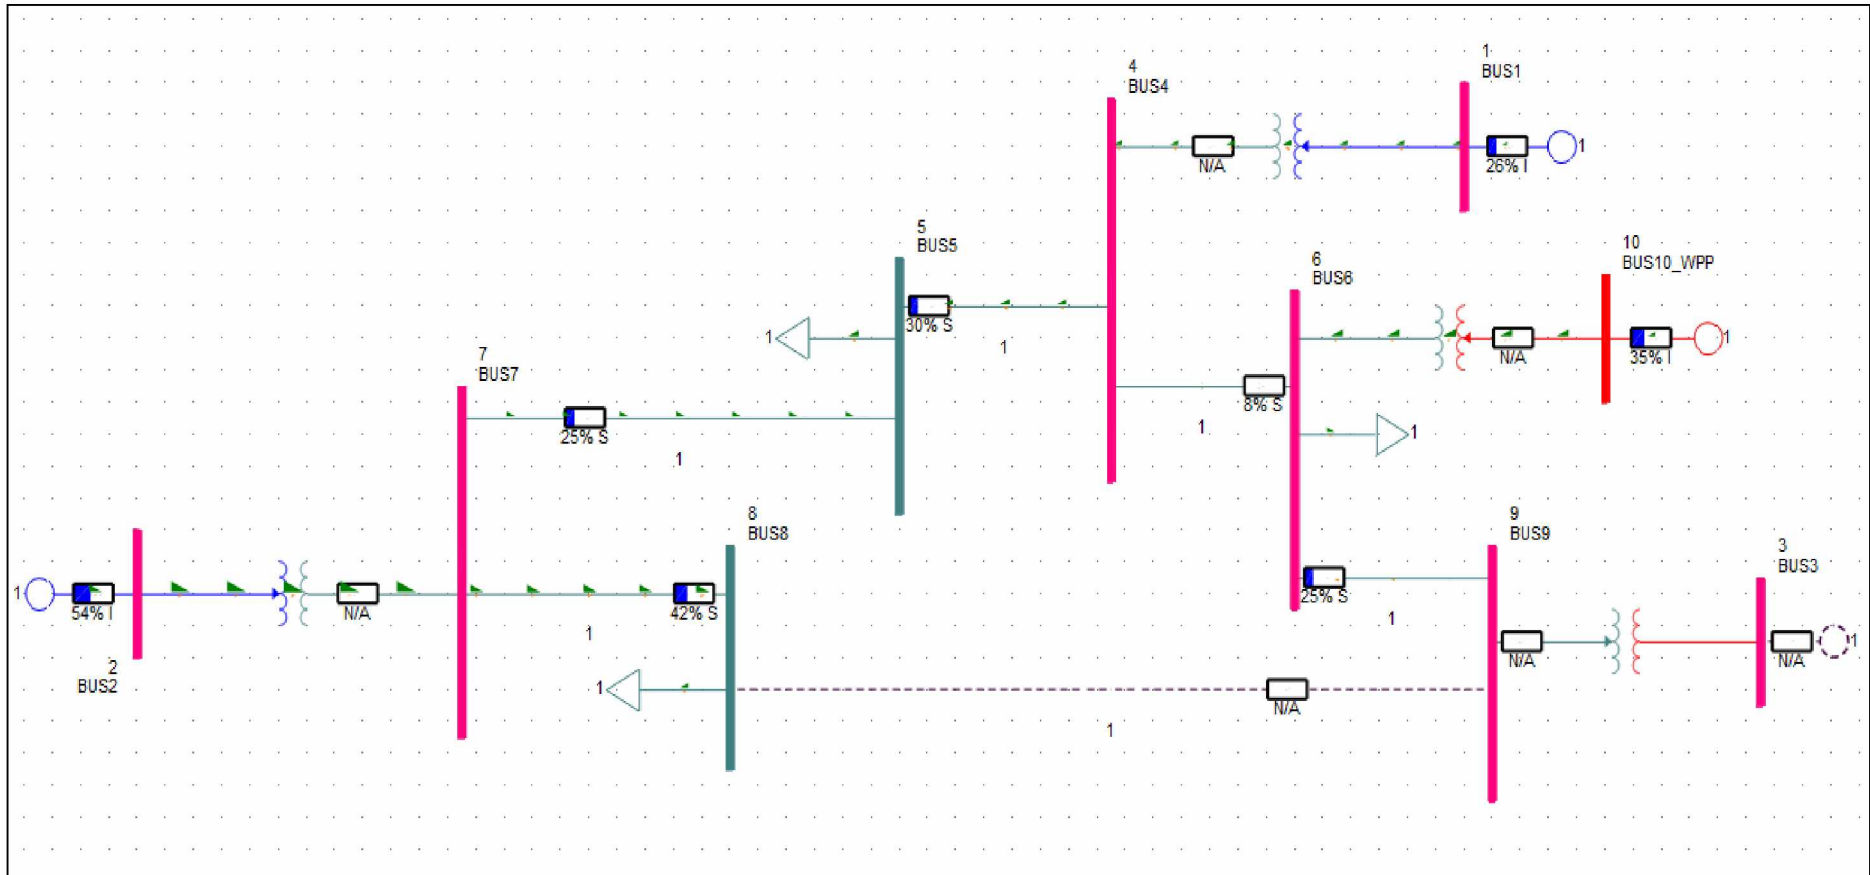 1
BUS1
4
BUS4
N/A
26% I
1
5
BUS5
10
BUS10_WPP
6
BUS6
30% S
1
1
N/A
35% I
1
7
BUS7
8% S
1
1
25% S
1
8
BUS8
9
BUS9
3
BUS3
1
54% I
N/A
42% S
1
25% S
1
N/A
N/A
1
2
BUS2
1
N/A
1